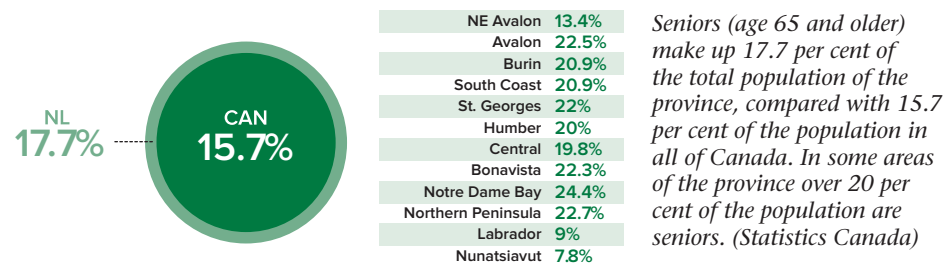 NL
17.7%
CAN
15.7%
NE Avalon 13.4%
Avalon 22.5%
Burin 20.9%
South Coast 20.9%
St. Georges 22%
Humber 20%
Central 19.8%
Bonavista 22.3%
Notre Dame Bay 24.4%
Northern Peninsula 22.7%
Labrador 9%
Nunatsiavut 7.8%
Seniors (age 65 and older)
make up 17.7 per cent of
the total population of the
province, compared with 15.7
per cent of the population in
all of Canada. In some areas
of the province over 20 per
cent of the population are
seniors. (Statistics Canada)